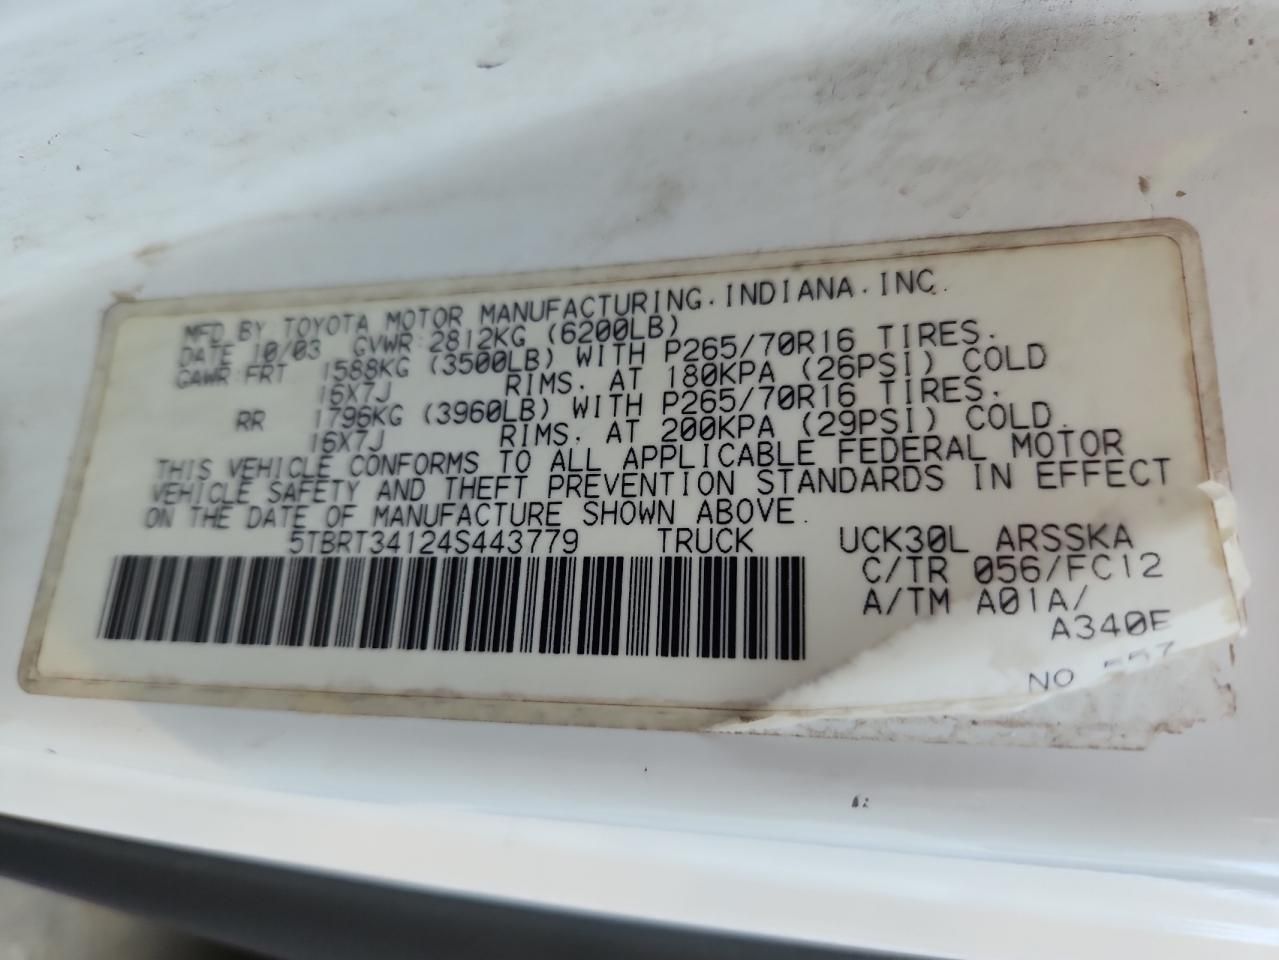 MFD BY: TOYOTA MOTOR MANUFACTURING, INDIANA, INC.
DATE 10/03 GVWR 2812KG (6200LB)
GAWR FRT 1588KG (3500LB) WITH P265/70R16 TIRES.
16X7J RIMS. AT 180KPA (26PSI) COLD
RR 1796KG (3960LB) WITH P265/70R16 TIRES.
16X7J RIMS. AT 200KPA (29PSI) COLD.
THIS VEHICLE CONFORMS TO ALL APPLICABLE FEDERAL MOTOR
VEHICLE SAFETY AND THEFT PREVENTION STANDARDS IN EFFECT
ON THE DATE OF MANUFACTURE SHOWN ABOVE.
5TBRT34124S443779 TRUCK UCK30L ARSSKA
C/TR 056/FC12
A/TM A01A/
A340E
NO